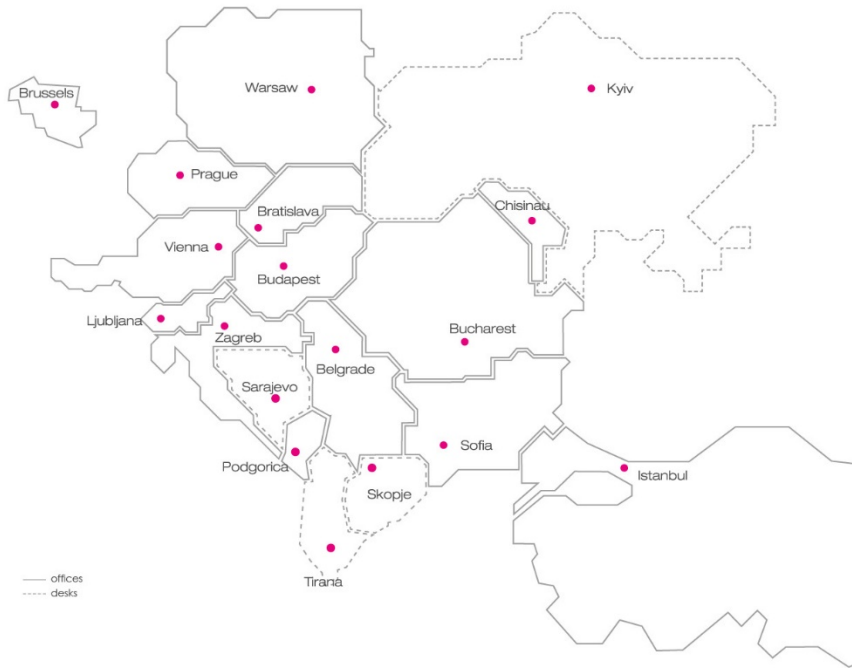 Brussels
Warsaw
Kyiv
Prague
Chisinau
Bratislava
Vienna
Budapest
Ljubljana
Zagreb
Bucharest
Belgrade
Sarajevo
Sofia
Podgorica
Istanbul
Skopje
Tirana
offices
desks